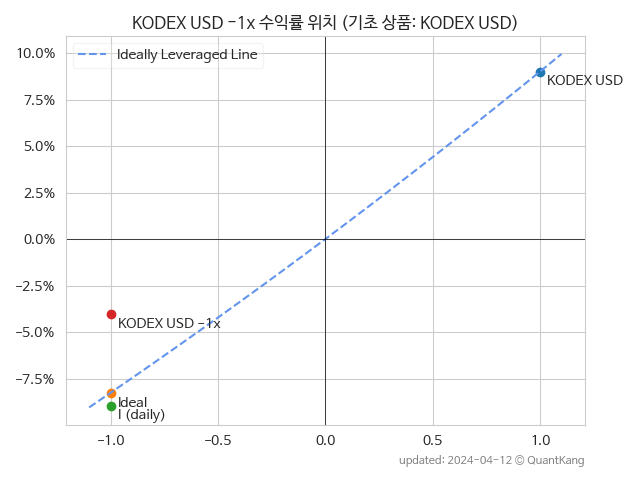 KODEX USD -1x 수익률 위치 (기초 상품: KODEX USD)
Ideally Leveraged Line
10.0%
7.5%
5.0%
2.5%
0.0%
-2.5%
-5.0%
-7.5%
KODEX USD
KODEX USD -1x
Ideal
I (daily)
-1.0 -0.5 0.0 0.5 1.0
updated: 2024-04-12 © QuantKang